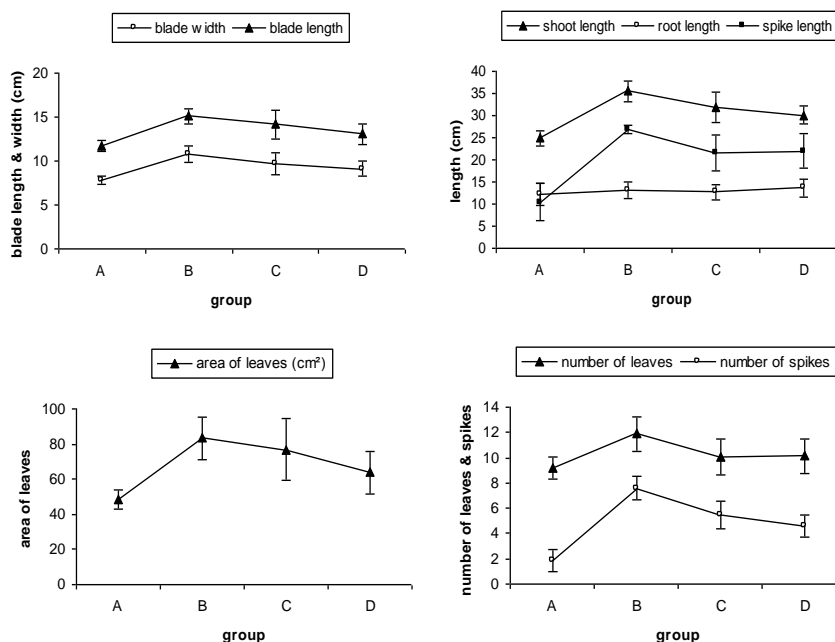 blade width blade length
20
15
10
5
0
blade length & width (cm)
A B C D
group
shoot length root length spike length
40
35
30
25
20
15
10
5
0
length (cm)
A B C D
group
area of leaves (cm²)
100
80
60
40
20
0
area of leaves
A B C D
group
number of leaves number of spikes
14
12
10
8
6
4
2
0
number of leaves & spikes
A B C D
group